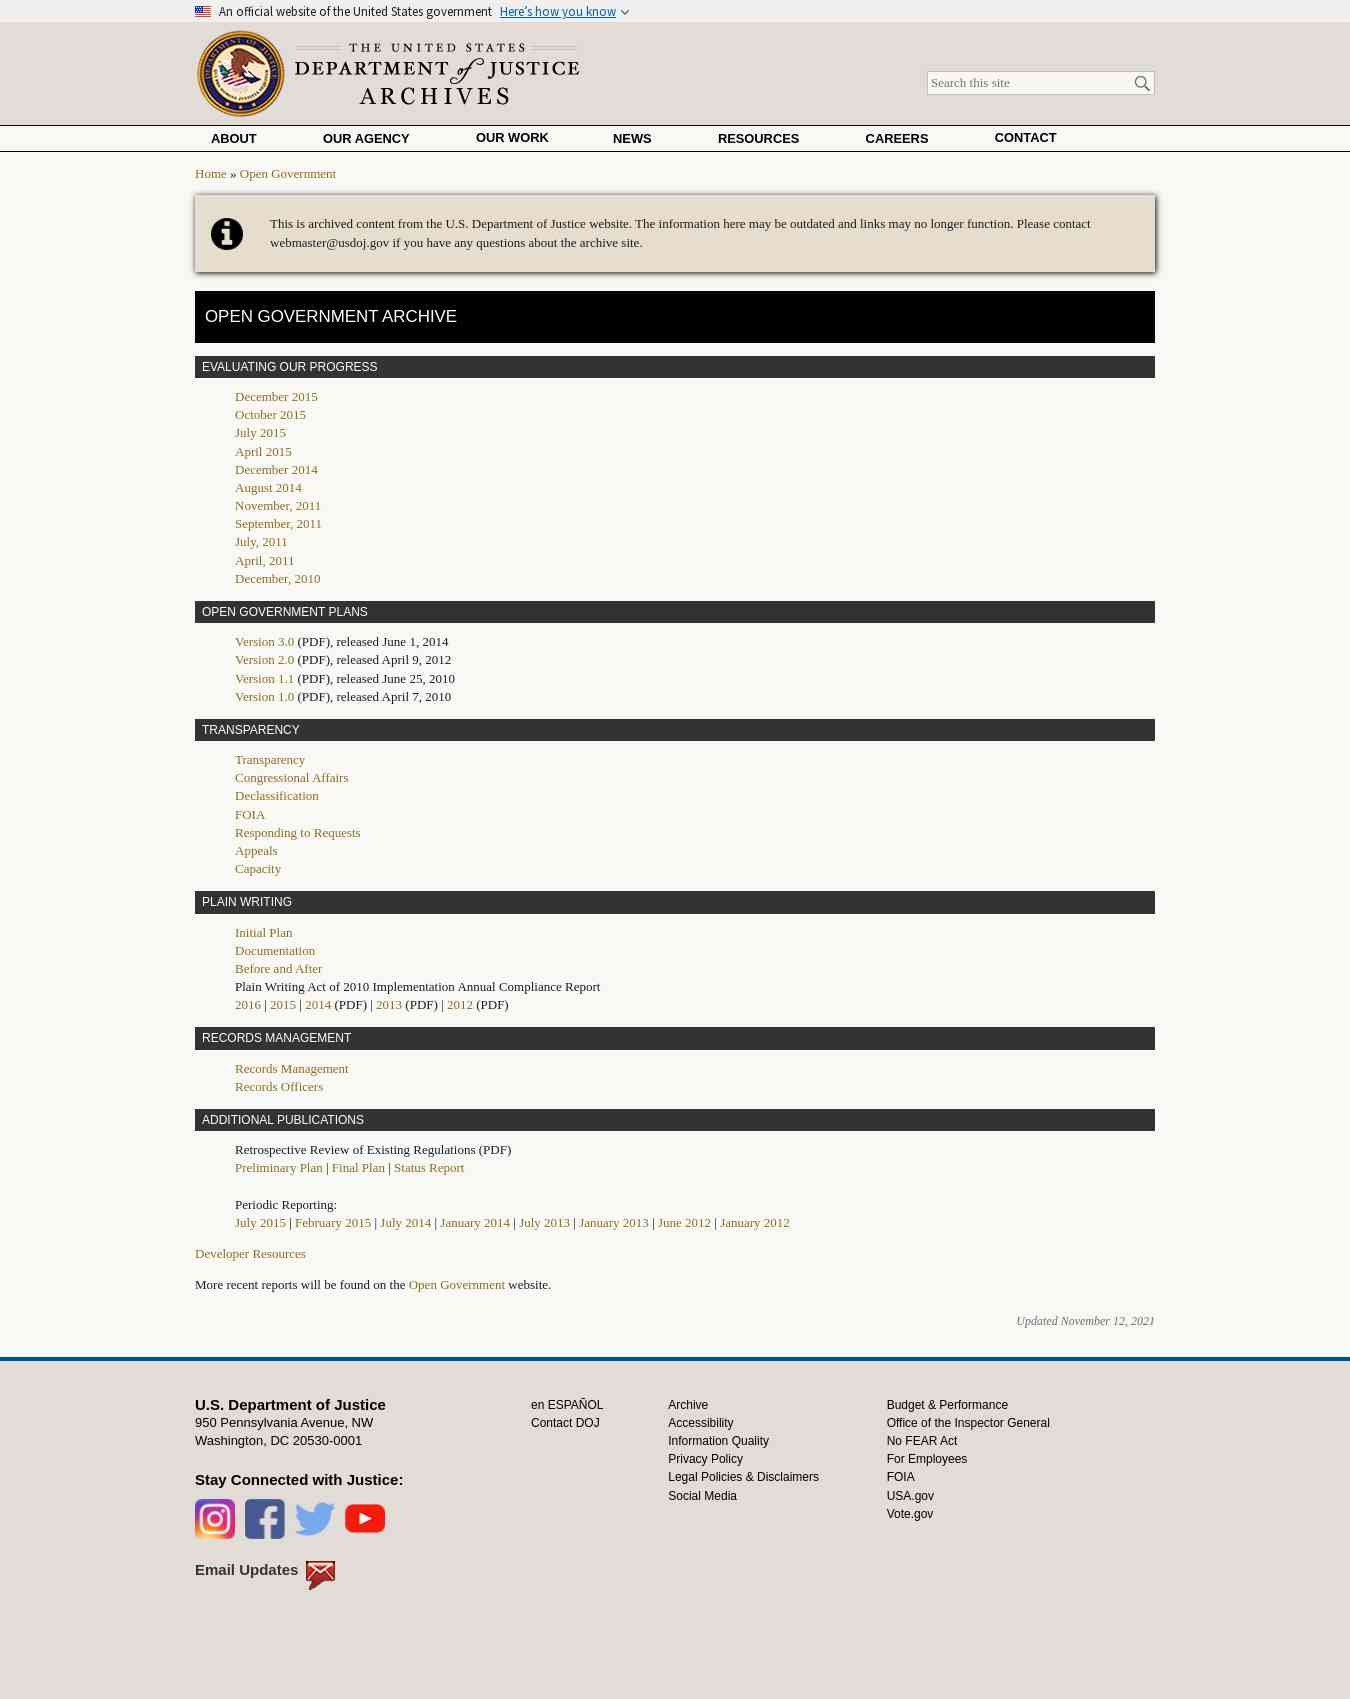 An official website of the United States government Here's how you know
THE UNITED STATES
DEPARTMENT of JUSTICE
ARCHIVES
Search this site
ABOUT OUR AGENCY OUR WORK NEWS RESOURCES CAREERS CONTACT
Home » Open Government
This is archived content from the U.S. Department of Justice website. The information here may be outdated and links may no longer function. Please contact
webmaster@usdoj.gov if you have any questions about the archive site.
OPEN GOVERNMENT ARCHIVE
EVALUATING OUR PROGRESS
December 2015
October 2015
July 2015
April 2015
December 2014
August 2014
November, 2011
September, 2011
July, 2011
April, 2011
December, 2010
OPEN GOVERNMENT PLANS
Version 3.0 (PDF), released June 1, 2014
Version 2.0 (PDF), released April 9, 2012
Version 1.1 (PDF), released June 25, 2010
Version 1.0 (PDF), released April 7, 2010
TRANSPARENCY
Transparency
Congressional Affairs
Declassification
FOIA
Responding to Requests
Appeals
Capacity
PLAIN WRITING
Initial Plan
Documentation
Before and After
Plain Writing Act of 2010 Implementation Annual Compliance Report
2016 | 2015 | 2014 (PDF) | 2013 (PDF) | 2012 (PDF)
RECORDS MANAGEMENT
Records Management
Records Officers
ADDITIONAL PUBLICATIONS
Retrospective Review of Existing Regulations (PDF)
Preliminary Plan | Final Plan | Status Report
Periodic Reporting:
July 2015 | February 2015 | July 2014 | January 2014 | July 2013 | January 2013 | June 2012 | January 2012
Developer Resources
More recent reports will be found on the Open Government website.
Updated November 12, 2021
U.S. Department of Justice
950 Pennsylvania Avenue, NW
Washington, DC 20530-0001
Stay Connected with Justice:
Email Updates
en ESPAÑOL
Contact DOJ
Archive
Accessibility
Information Quality
Privacy Policy
Legal Policies & Disclaimers
Social Media
Budget & Performance
Office of the Inspector General
No FEAR Act
For Employees
FOIA
USA.gov
Vote.gov